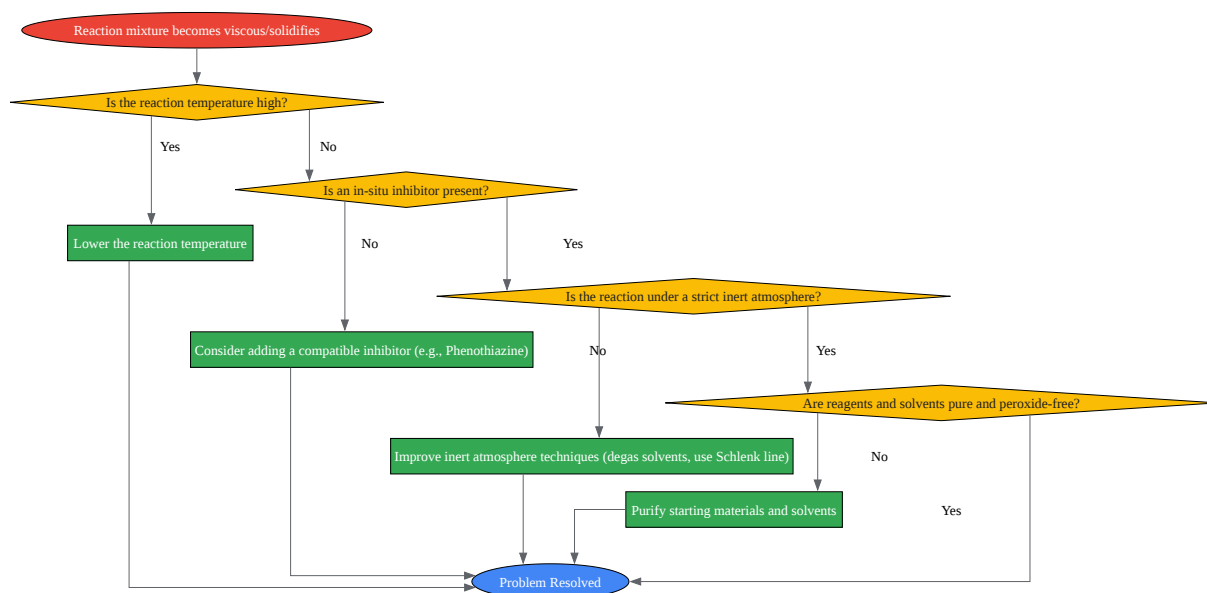 Reaction mixture becomes viscous/solidifies
Is the reaction temperature high?
Yes
No
Is an in-situ inhibitor present?
Lower the reaction temperature
No
Yes
Is the reaction under a strict inert atmosphere?
Consider adding a compatible inhibitor (e.g., Phenothiazine)
No
Yes
Are reagents and solvents pure and peroxide-free?
Improve inert atmosphere techniques (degas solvents, use Schlenk line)
No
Purify starting materials and solvents
Yes
Problem Resolved